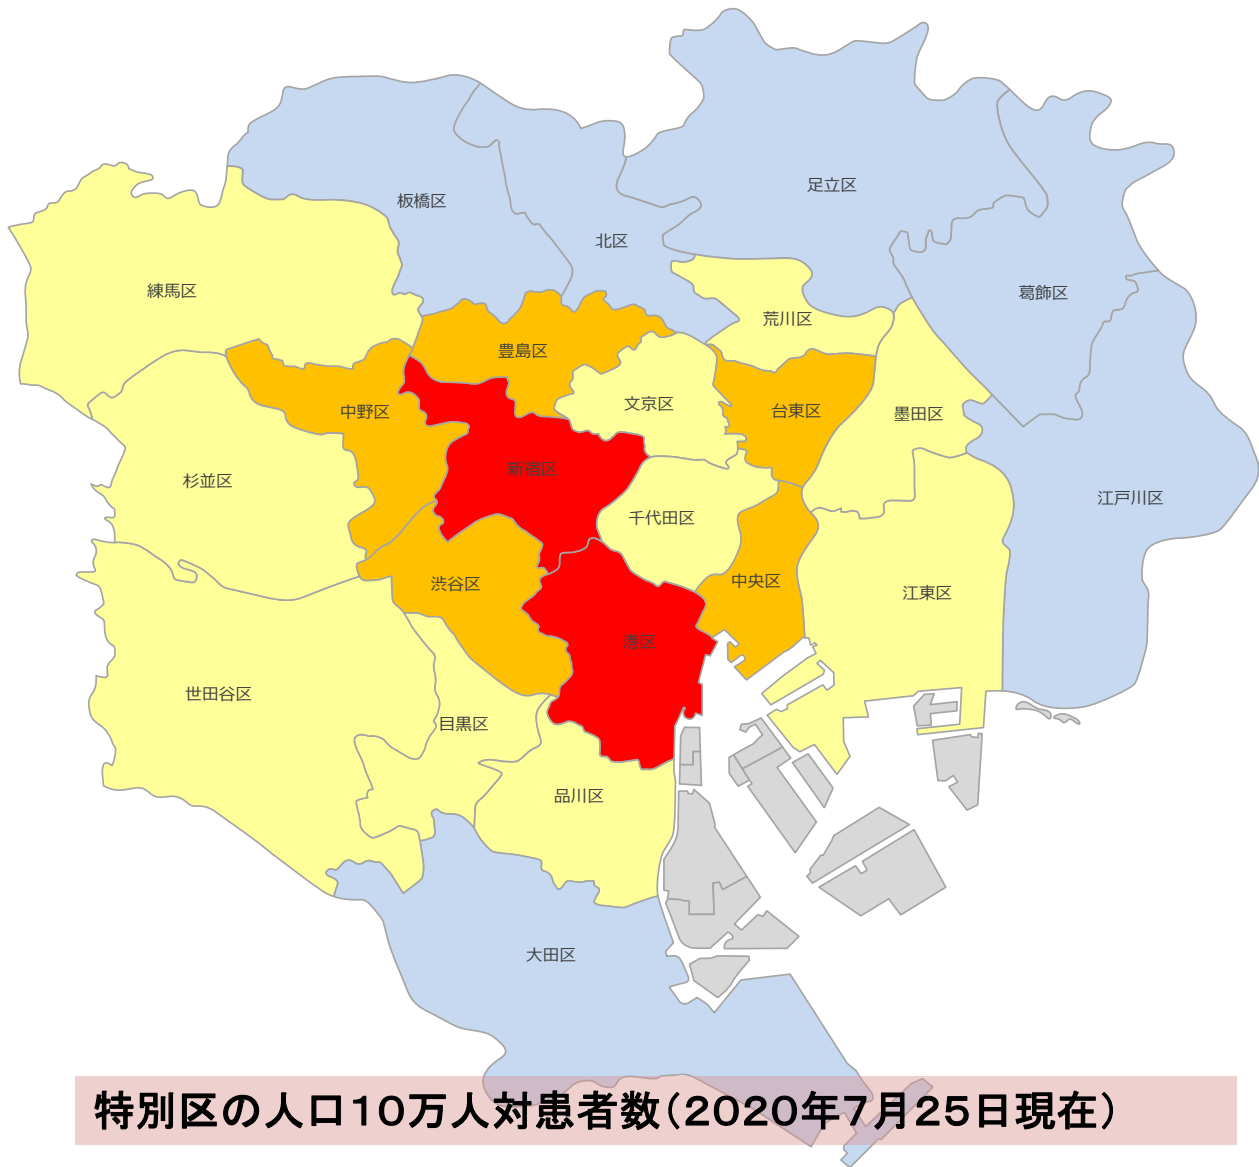 足立区
板橋区
北区
練馬区
葛飾区
荒川区
豊島区
文京区
台東区
中野区
墨田区
新宿区
杉並区
江戸川区
千代田区
渋谷区
中央区
江東区
港区
世田谷区
目黒区
品川区
大田区
特別区の人口10万人対患者数(2020年7月25日現在)